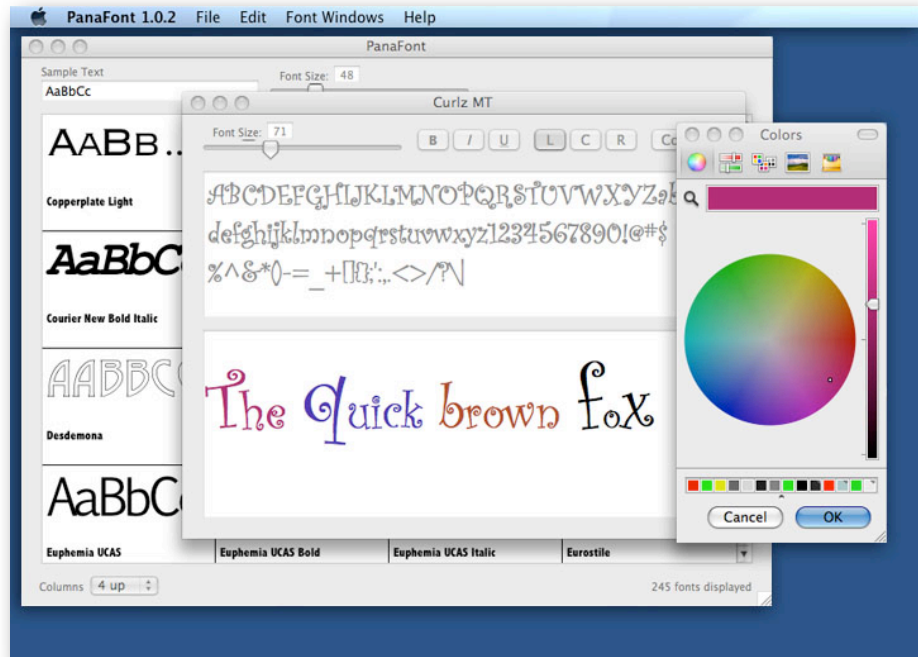 PanaFont 1.0.2 File Edit Font Windows Help
PanaFont
Sample Text
Font Size: 48
AaBbCc
Curlz MT
Font Size: 71
B I U L C R
Colors
AABB...
Copperplate Light
ABCDEFGHIJKLMNOPQRSTUVWXYZab
defghijklmnopqrstuvwxyz1234567890!@#$
%^&*()-=_+[]{};':,.<>/?\|
AaBbC
Courier New Bold Italic
AABBC
Desdemona
The quick brown fox
AaBbC
Cancel OK
Euphemia UCAS Euphemia UCAS Bold Euphemia UCAS Italic Eurostile
Columns 4 up
245 fonts displayed